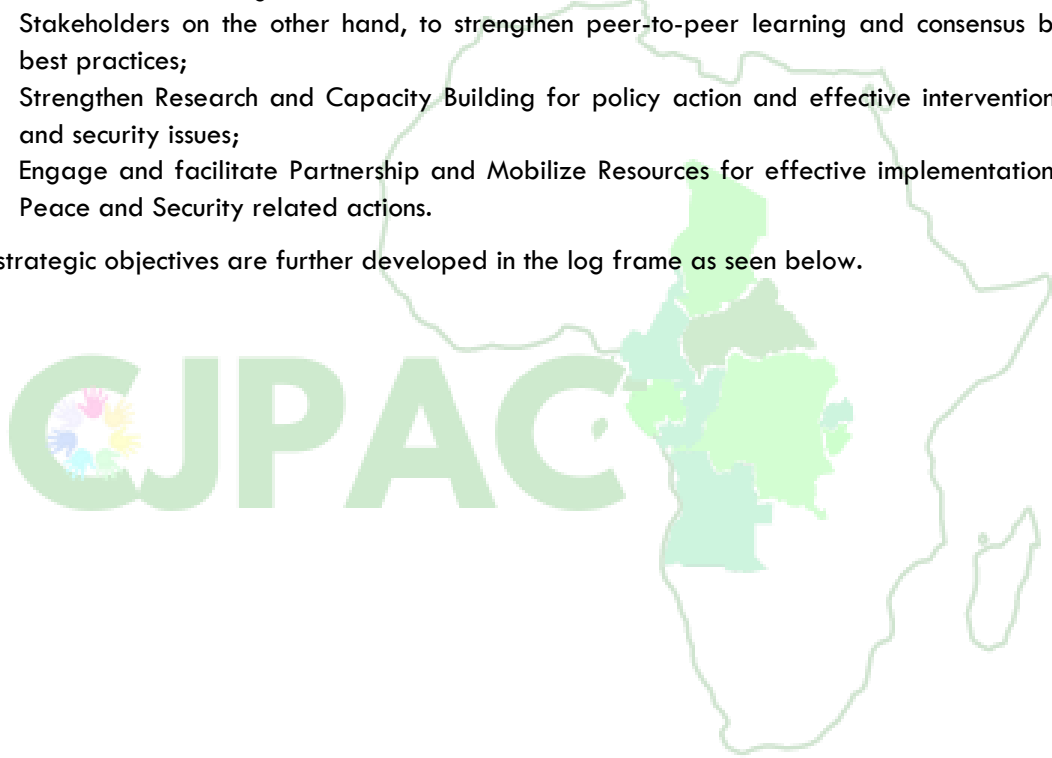 Stakeholders on the other hand, to strengthen peer-to-peer learning and consensus
best practices;
Strengthen Research and Capacity Building for policy action and effective intervention
and security issues;
Engage and facilitate Partnership and Mobilize Resources for effective implementation
Peace and Security related actions.
strategic objectives are further developed in the log frame as seen below.
CJPAC